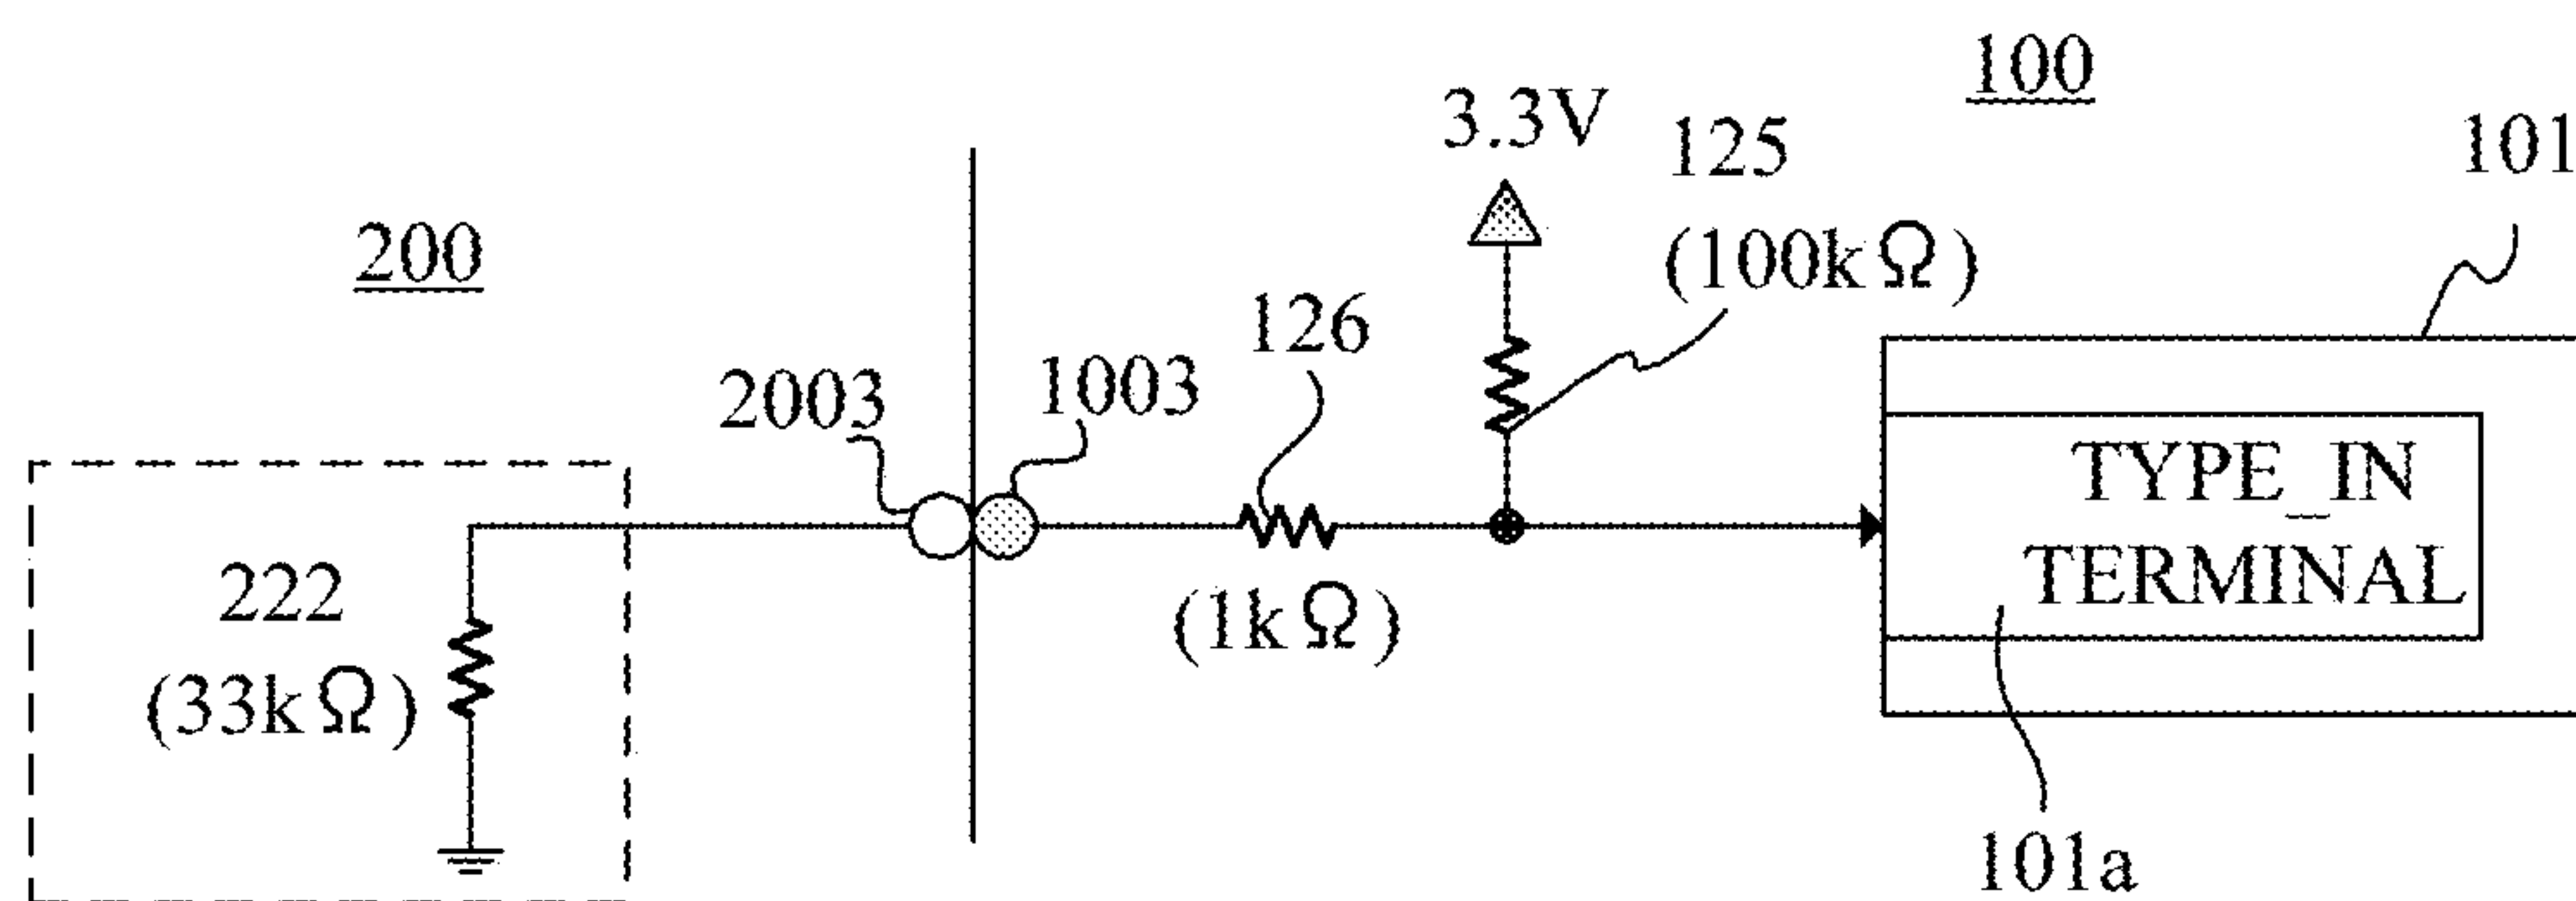 100
3.3V
125
(100kΩ)
101
200
126
2003
1003
TYPE_IN
TERMINAL
222
(33kΩ)
(1kΩ)
101a